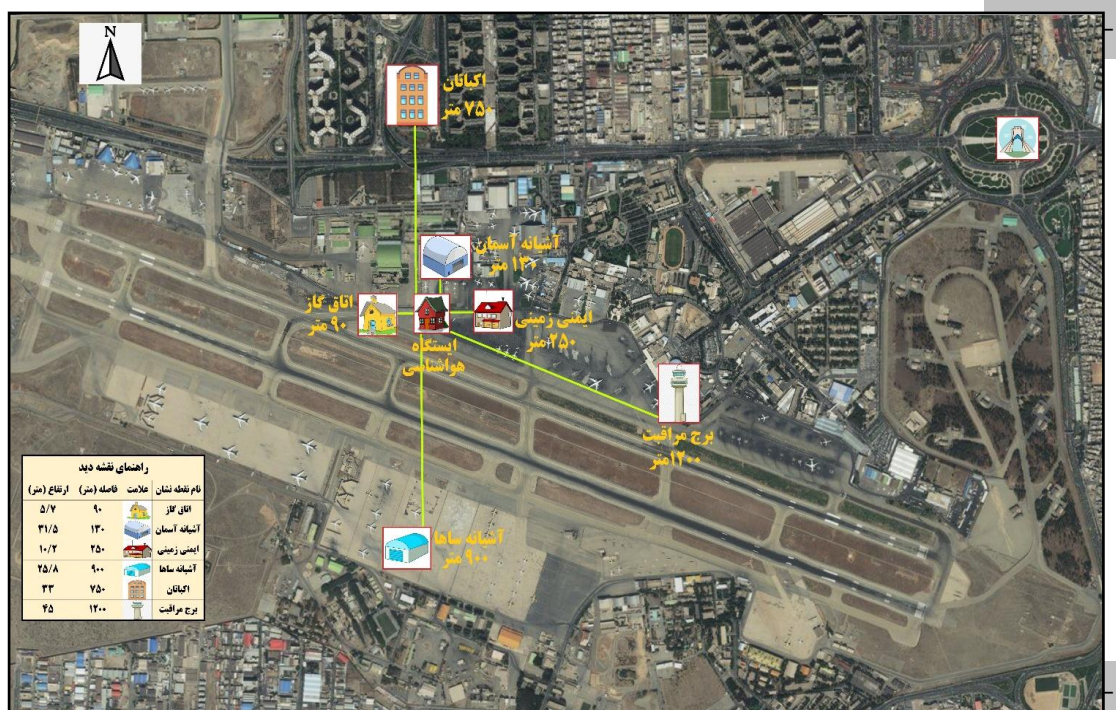 N
اکباتان
۷۵۰ متر
آشیانه آسمان
۱۳۰ متر
اتاق گاز
۹۰ متر
ایمنی زمینی
۲۵۰ متر
ایستگاه
هواشناسی
برج مراقبت
۱۲۰۰متر
آشیانه ساها
۹۰۰ متر
راهنمای نقشه دید
نام نقطه نشان علامت فاصله (متر) ارتفاع (متر)
اتاق گاز ۹۰ ۵/۷
آشیانه آسمان ۱۳۰ ۳۱/۵
ایمنی زمینی ۲۵۰ ۱۰/۲
آشیانه ساها ۹۰۰ ۲۵/۸
اکباتان ۷۵۰ ۳۳
برج مراقبت ۱۲۰۰ ۴۵